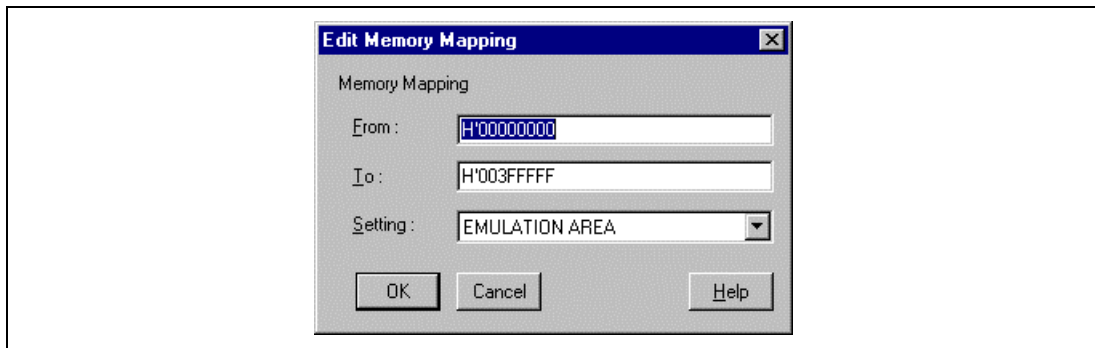 Edit Memory Mapping
Memory Mapping
From : H'00000000
To : H'003FFFFF
Setting : EMULATION AREA
OK Cancel Help